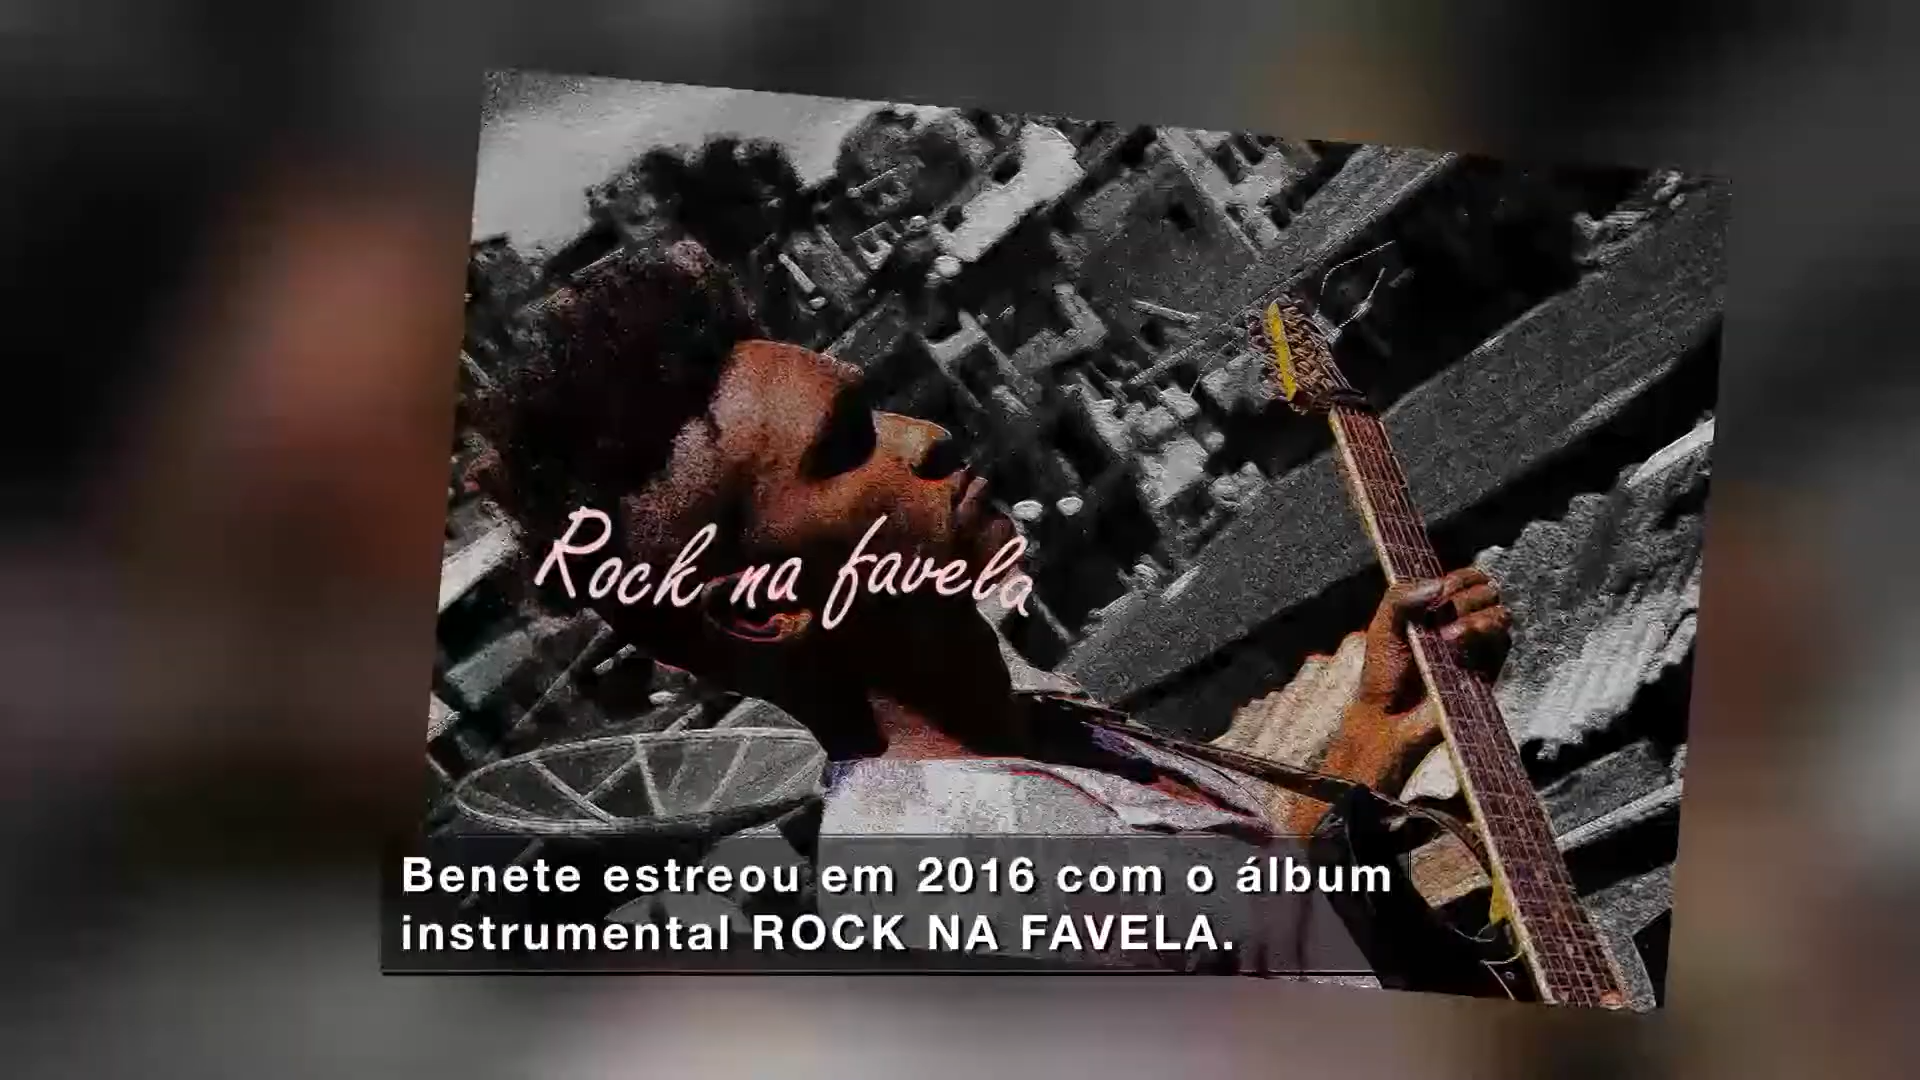 Rock na favela
Benete estreou em 2016 com o álbum
instrumental ROCK NA FAVELA.